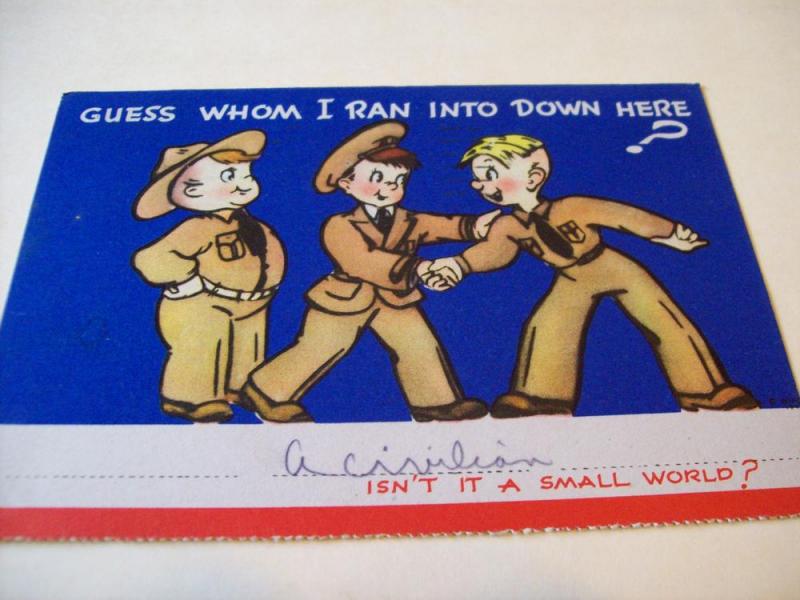 GUESS WHOM I RAN INTO DOWN HERE
?
A civilian
ISN'T IT A SMALL WORLD?